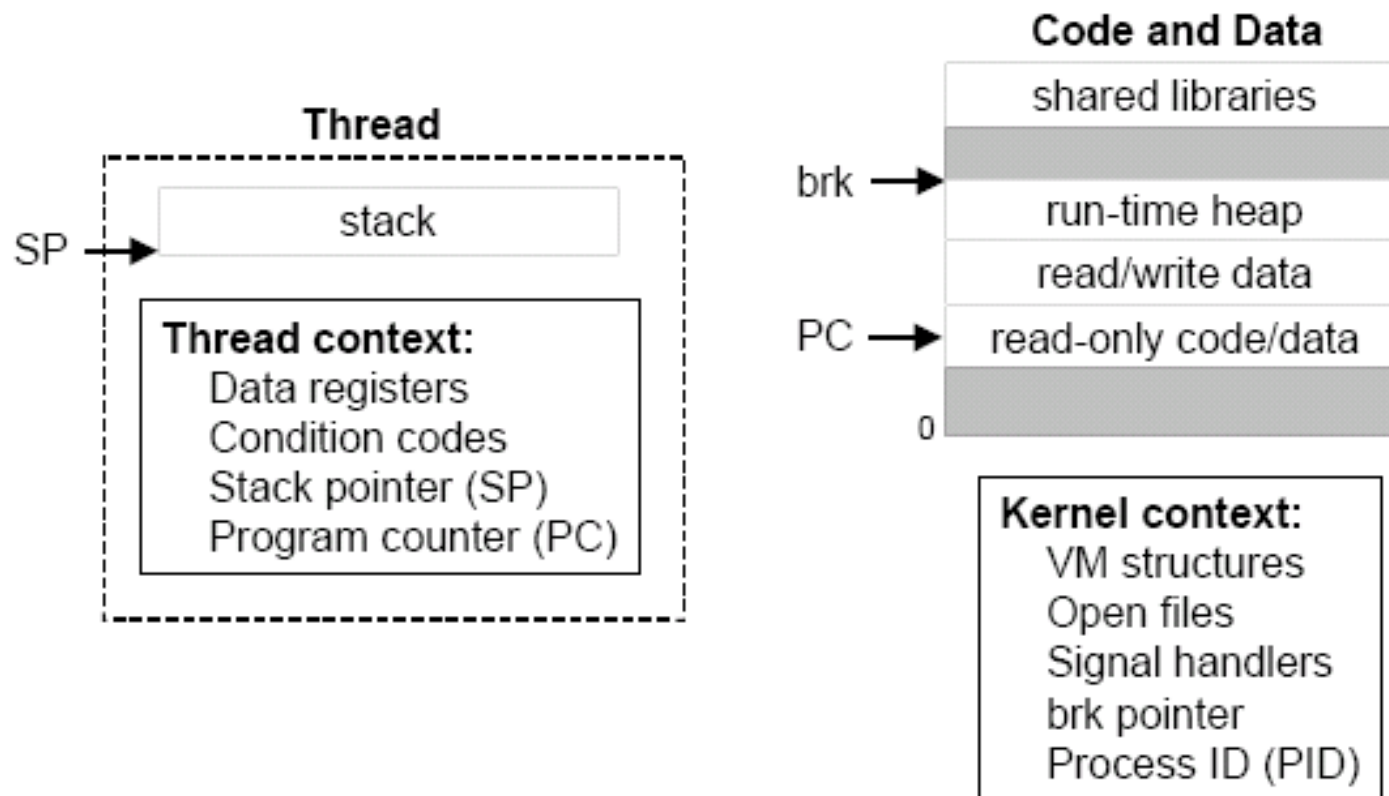 Thread
SP
stack
Thread context:
Data registers
Condition codes
Stack pointer (SP)
Program counter (PC)
Code and Data
shared libraries
brk
run-time heap
read/write data
PC
read-only code/data
0
Kernel context:
VM structures
Open files
Signal handlers
brk pointer
Process ID (PID)